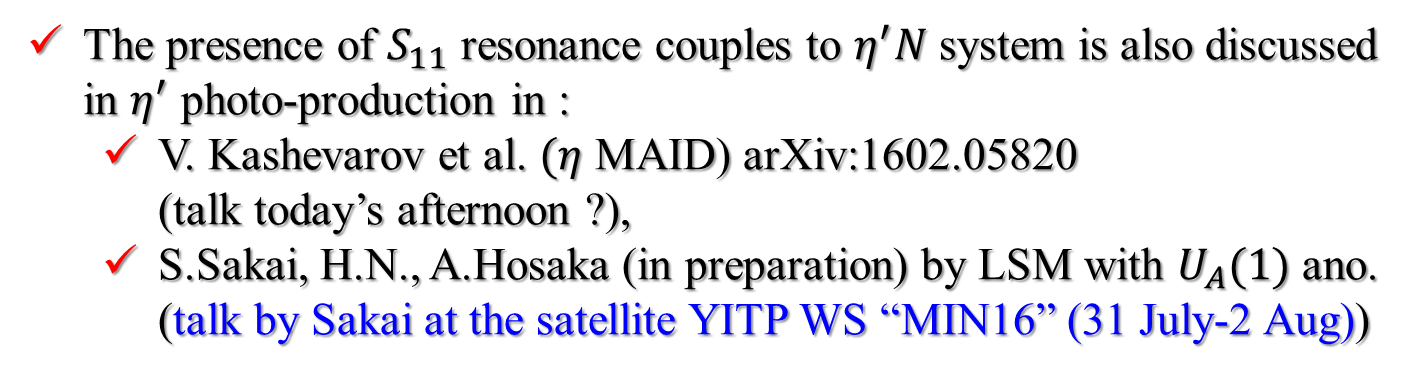 ✓ The presence of S₁₁ resonance couples to η′N system is also discussed
in η′ photo-production in :
✓ V. Kashevarov et al. (η MAID) arXiv:1602.05820
(talk today’s afternoon ?),
✓ S.Sakai, H.N., A.Hosaka (in preparation) by LSM with U_A(1) ano.
(talk by Sakai at the satellite YITP WS “MIN16” (31 July-2 Aug))